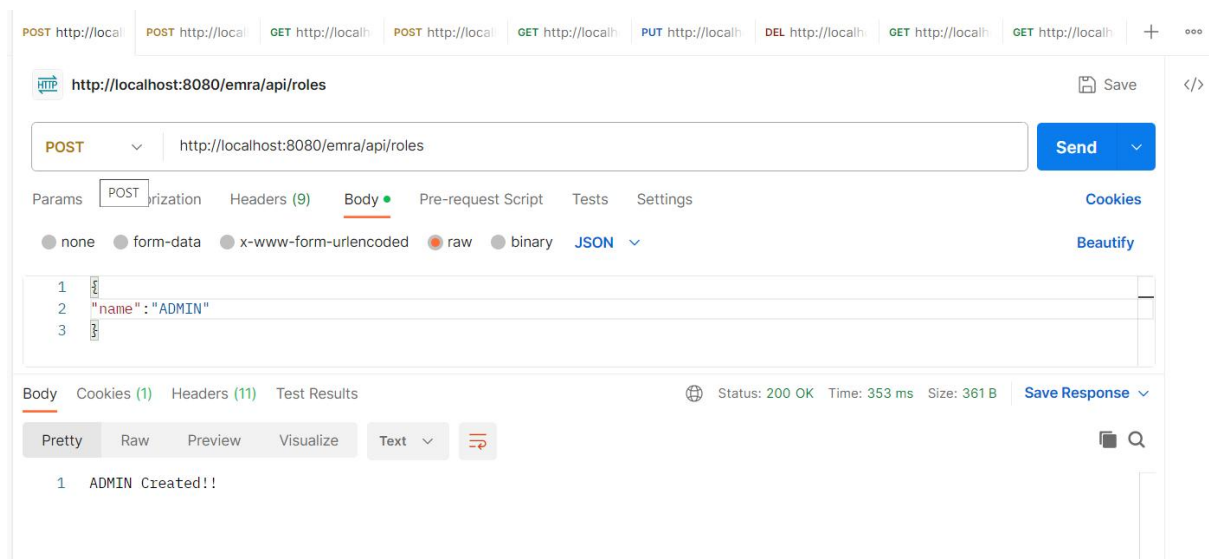 POST http://local POST http://local GET http://localh POST http://local GET http://localh PUT http://localh DEL http://localh GET http://localh GET http://localh
HTTP http://localhost:8080/emra/api/roles Save </>
POST http://localhost:8080/emra/api/roles Send
Params POST orization Headers (9) Body Pre-request Script Tests Settings Cookies
none form-data x-www-form-urlencoded raw binary JSON Beautify
1 {
2 "name":"ADMIN"
3 }
Body Cookies (1) Headers (11) Test Results Status: 200 OK Time: 353 ms Size: 361 B Save Response
Pretty Raw Preview Visualize Text
1 ADMIN Created!!